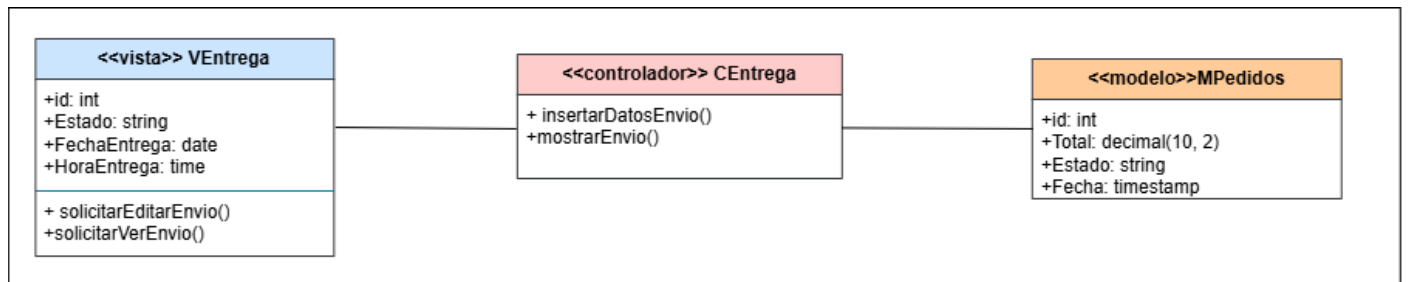 <<vista>> VEntrega
+id: int
+Estado: string
+FechaEntrega: date
+HoraEntrega: time
+ solicitarEditarEnvio()
+solicitarVerEnvio()
<<controlador>> CEntrega
+ insertarDatosEnvio()
+mostrarEnvio()
<<modelo>>MPedidos
+id: int
+Total: decimal(10, 2)
+Estado: string
+Fecha: timestamp